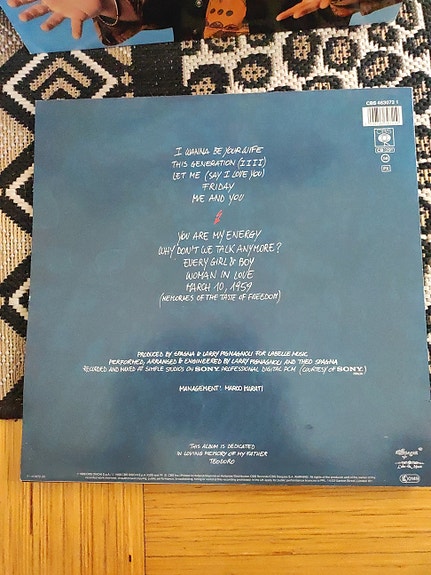 CBS 463072 1
I WANNA BE YOUR WIFE
THIS GENERATION (IIII)
LET ME (SAY I LOVE YOU)
FRIDAY
ME AND YOU
YOU ARE MY ENERGY
WHY DON'T WE TALK ANYMORE?
EVERY GIRL & BOY
WOMAN IN LOVE
MARCH 10, 1959
(MEMORIES OF THE TASTE OF FREEDOM)
PRODUCED BY SPAGNA & LARRY PIGNAGNOLI FOR LABELLE MUSIC
PERFORMED, ARRANGED & ENGINEERED BY LARRY PIGNAGNOLI AND THEO SPAGNA
RECORDED AND MIXED AT SIMPLE STUDIOS ON SONY. PROFESSIONAL DIGITAL PCM (COURTESY OF SONY.)
MANAGEMENT:
THIS ALBUM IS DEDICATED
IN LOVING MEMORY OF MY FATHER
TEODORO